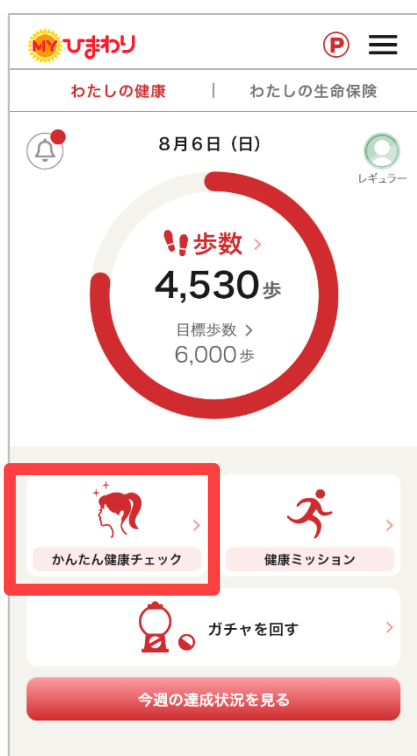 MY ひまわり
P
わたしの健康 | わたしの生命保険
8月6日（日）
レギュラー
歩数 >
4,530歩
目標歩数 >
6,000歩
かんたん健康チェック >
健康ミッション >
ガチャを回す >
今週の達成状況を見る